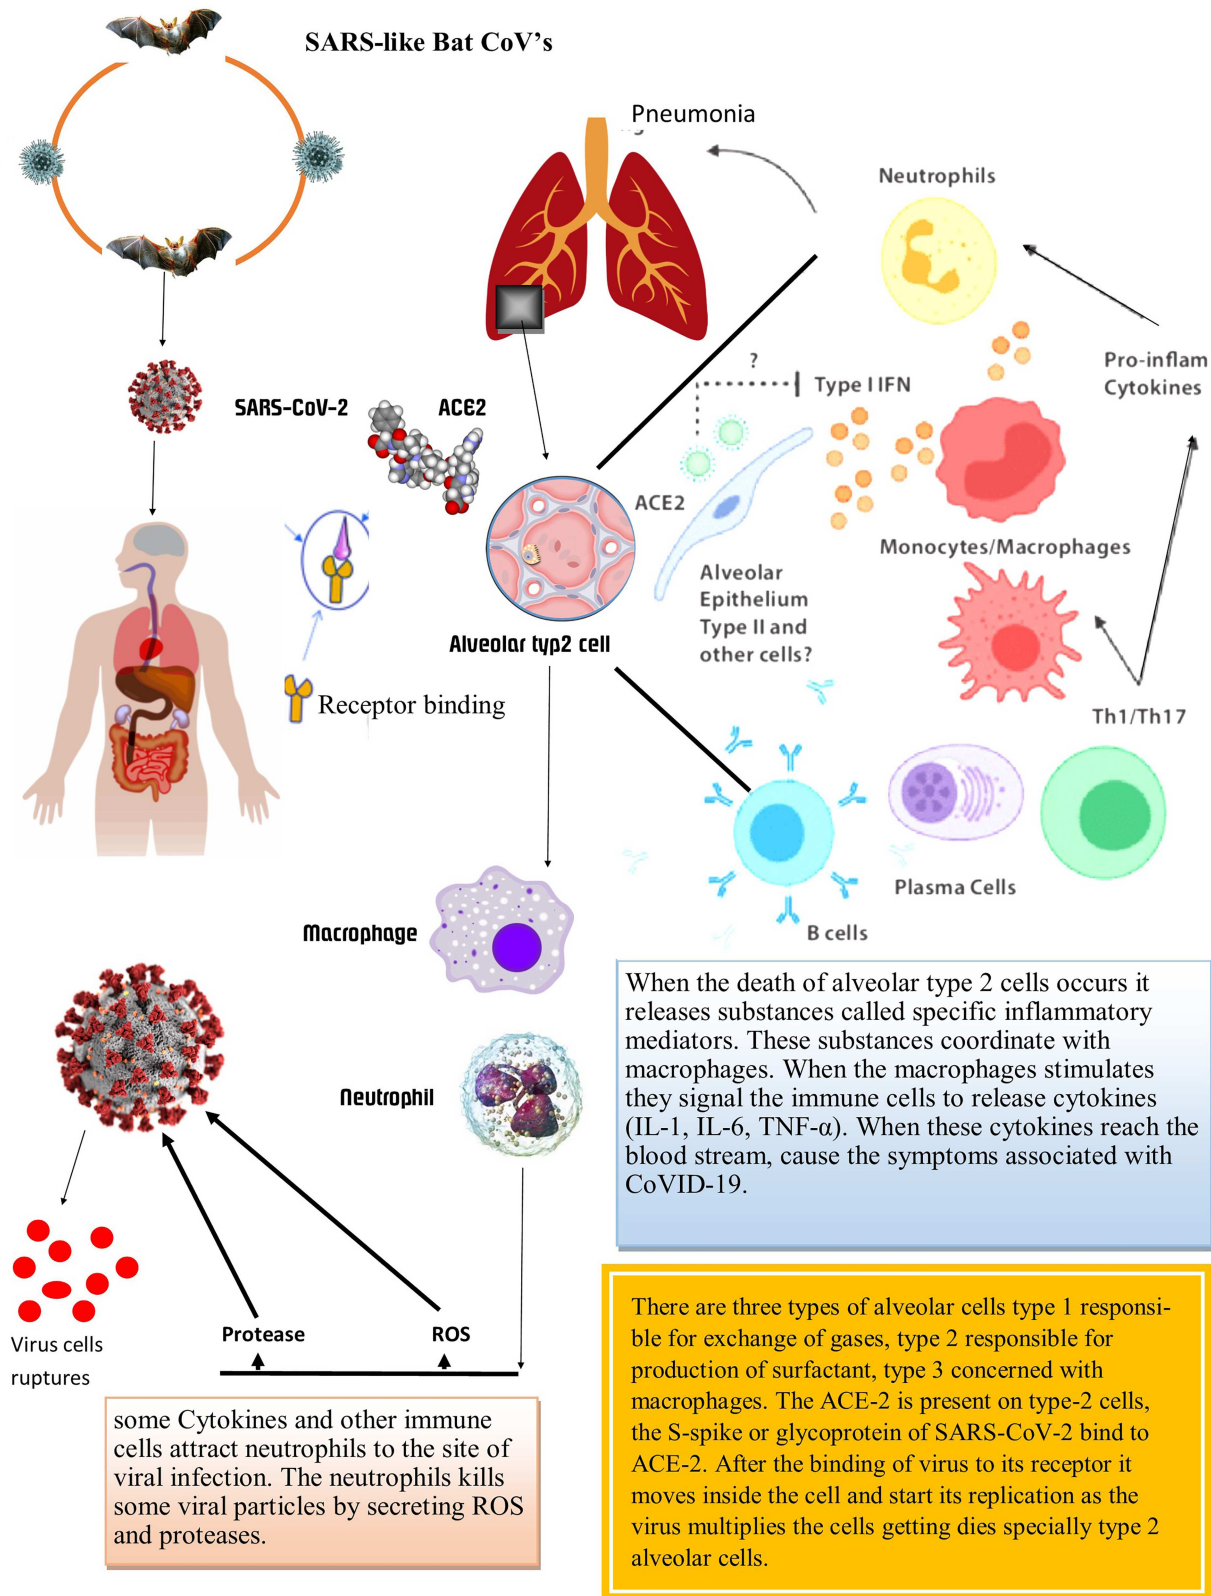 SARS-like Bat CoV's
Pneumonia
Neutrophils
Pro-inflam
Cytokines
?
Type I IFN
SARS-CoV-2
ACE2
ACE2
Monocytes/Macrophages
Alveolar
Epithelium
Type II and
other cells?
Alveolar typ2 cell
Receptor binding
Th1/Th17
Plasma Cells
B cells
Macrophage
Neutrophil
When the death of alveolar type 2 cells occurs it
releases substances called specific inflammatory
mediators. These substances coordinate with
macrophages. When the macrophages stimulates
they signal the immune cells to release cytokines
(IL-1, IL-6, TNF-α). When these cytokines reach the
blood stream, cause the symptoms associated with
CoVID-19.
Protease
ROS
Virus cells
ruptures
There are three types of alveolar cells type 1 responsi-
ble for exchange of gases, type 2 responsible for
production of surfactant, type 3 concerned with
macrophages. The ACE-2 is present on type-2 cells,
the S-spike or glycoprotein of SARS-CoV-2 bind to
ACE-2. After the binding of virus to its receptor it
moves inside the cell and start its replication as the
virus multiplies the cells getting dies specially type 2
alveolar cells.
some Cytokines and other immune
cells attract neutrophils to the site of
viral infection. The neutrophils kills
some viral particles by secreting ROS
and proteases.